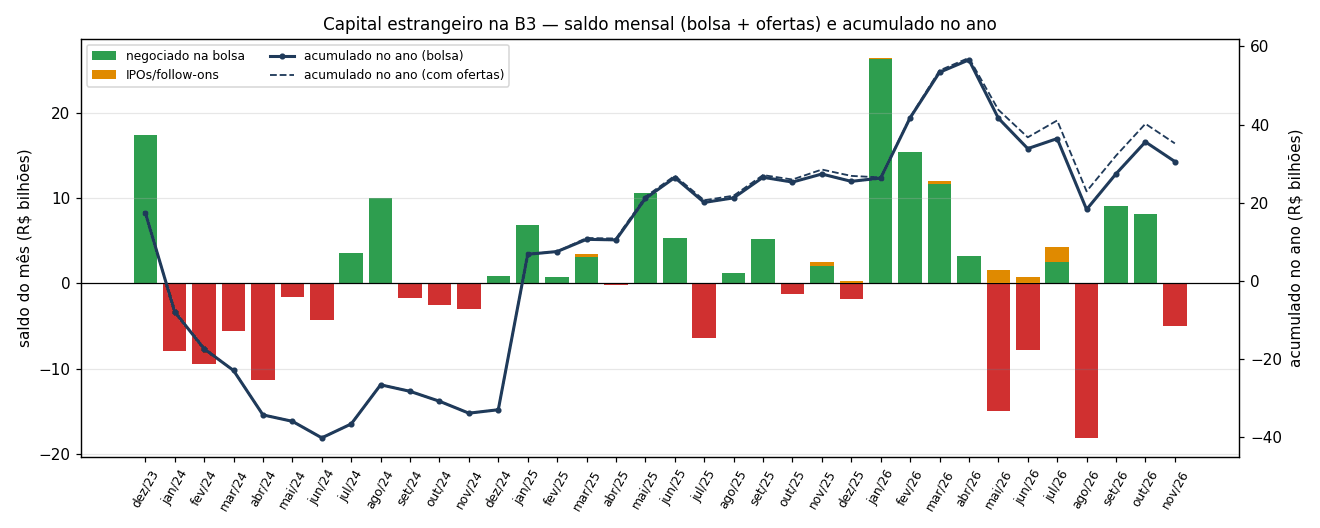 Capital estrangeiro na B3 — saldo mensal (bolsa + ofertas) e acumulado no ano
negociado na bolsa
IPOs/follow-ons
acumulado no ano (bolsa)
acumulado no ano (com ofertas)
saldo do mês (R$ bilhões)
20
10
0
−10
−20
acumulado no ano (R$ bilhões)
60
40
20
0
−20
−40
dez/23
jan/24
fev/24
mar/24
abr/24
mai/24
jun/24
jul/24
ago/24
set/24
out/24
nov/24
dez/24
jan/25
fev/25
mar/25
abr/25
mai/25
jun/25
jul/25
ago/25
set/25
out/25
nov/25
dez/25
jan/26
fev/26
mar/26
abr/26
mai/26
jun/26
jul/26
ago/26
set/26
out/26
nov/26